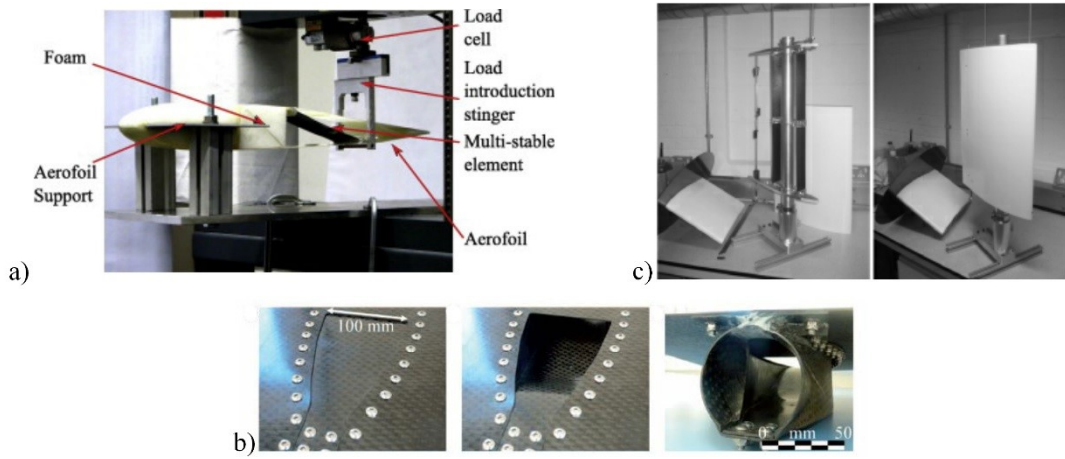 Load
cell
Foam
Load
introduction
stinger
Multi-stable
element
Aerofoil
Support
Aerofoil
a)
c)
100 mm
b)
0 mm 50